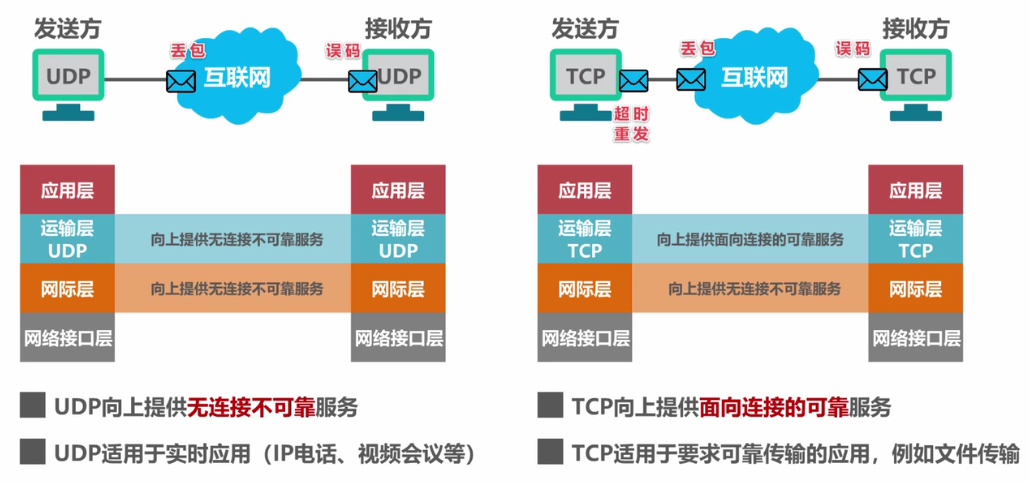 发送方
接收方
丢包
误码
UDP
互联网
UDP
应用层
应用层
运输层
UDP
向上提供无连接不可靠服务
运输层
UDP
网际层
向上提供无连接不可靠服务
网际层
网络接口层
网络接口层
UDP向上提供无连接不可靠服务
UDP适用于实时应用（IP电话、视频会议等）
发送方
接收方
丢包
误码
TCP
互联网
TCP
超时
重发
应用层
应用层
运输层
TCP
向上提供面向连接的可靠服务
运输层
TCP
网际层
向上提供无连接不可靠服务
网际层
网络接口层
网络接口层
TCP向上提供面向连接的可靠服务
TCP适用于要求可靠传输的应用，例如文件传输